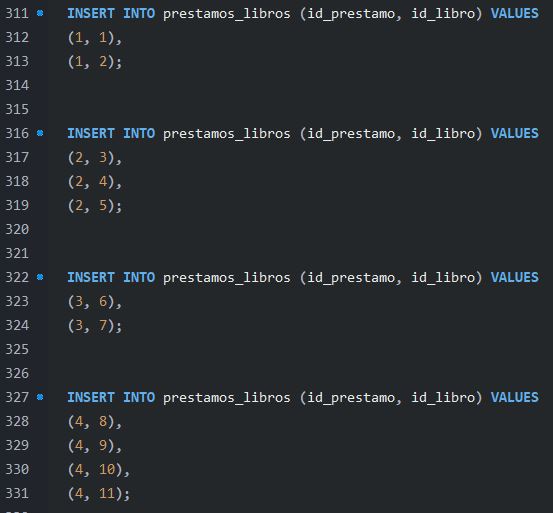 311 INSERT INTO prestamos_libros (id_prestamo, id_libro) VALUES
312 (1, 1),
313 (1, 2);
314
315
316 INSERT INTO prestamos_libros (id_prestamo, id_libro) VALUES
317 (2, 3),
318 (2, 4),
319 (2, 5);
320
321
322 INSERT INTO prestamos_libros (id_prestamo, id_libro) VALUES
323 (3, 6),
324 (3, 7);
325
326
327 INSERT INTO prestamos_libros (id_prestamo, id_libro) VALUES
328 (4, 8),
329 (4, 9),
330 (4, 10),
331 (4, 11);